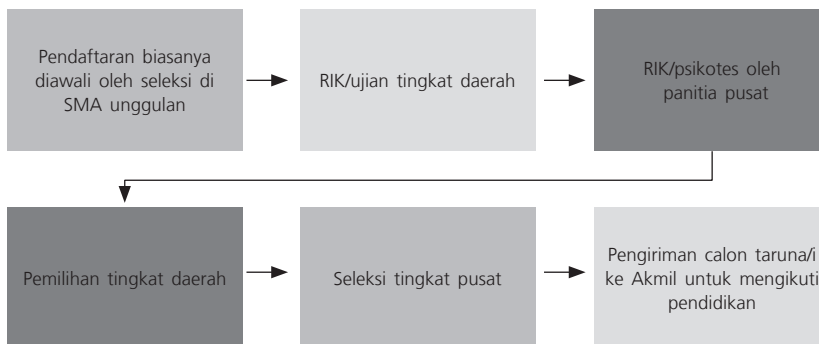 Pendaftaran biasanya
diawali oleh seleksi di
SMA unggulan
RIK/ujian tingkat daerah
RIK/psikotes oleh
panitia pusat
Pemilihan tingkat daerah
Seleksi tingkat pusat
Pengiriman calon taruna/i
ke Akmil untuk mengikuti
pendidikan